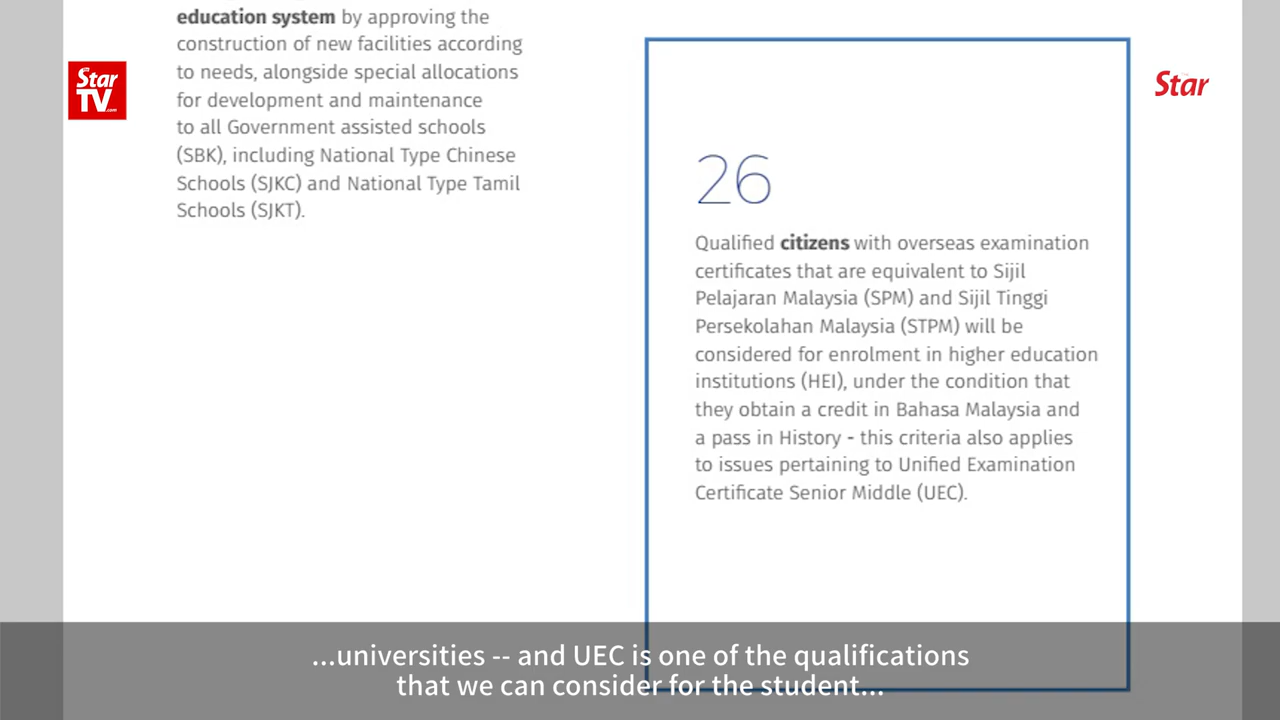 education system by approving the
construction of new facilities according
to needs, alongside special allocations
for development and maintenance
to all Government assisted schools
(SBK), including National Type Chinese
Schools (SJKC) and National Type Tamil
Schools (SJKT).
Star
TV.com
Star
26
Qualified citizens with overseas examination
certificates that are equivalent to Sijil
Pelajaran Malaysia (SPM) and Sijil Tinggi
Persekolahan Malaysia (STPM) will be
considered for enrolment in higher education
institutions (HEI), under the condition that
they obtain a credit in Bahasa Malaysia and
a pass in History - this criteria also applies
to issues pertaining to Unified Examination
Certificate Senior Middle (UEC).
...universities -- and UEC is one of the qualifications
that we can consider for the student...